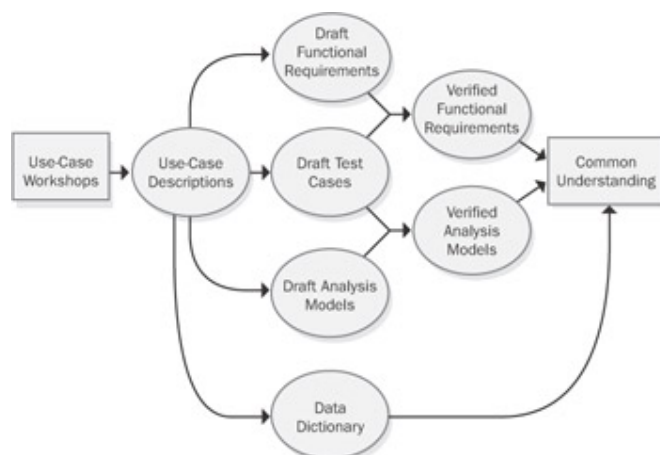 Draft
Functional
Requirements
Verified
Functional
Requirements
Use-Case
Workshops
Use-Case
Descriptions
Draft Test
Cases
Common
Understanding
Verified
Analysis
Models
Draft Analysis
Models
Data
Dictionary